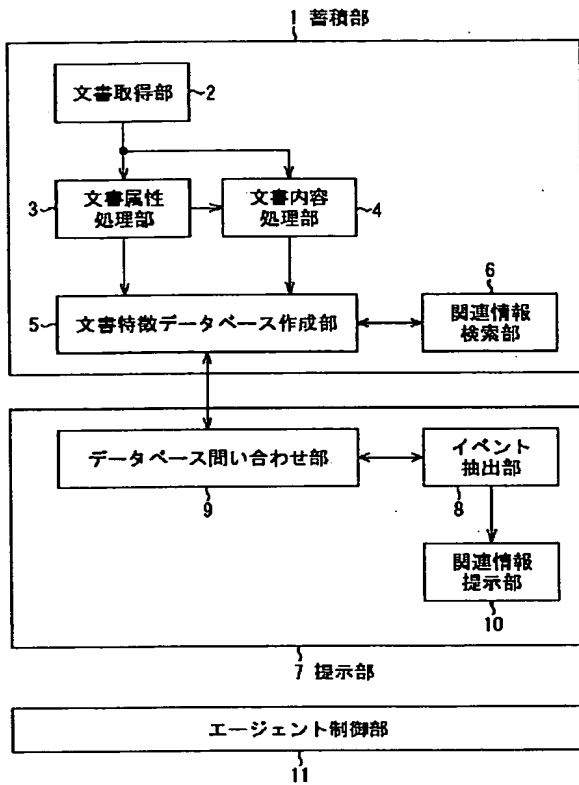 1 蓄積部
文書取得部
2
文書属性
処理部
3
文書内容
処理部
4
文書特徴データベース作成部
5
6
関連情報
検索部
データベース問い合わせ部
9
イベント
抽出部
8
関連情報
提示部
10
7 提示部
エージェント制御部
11